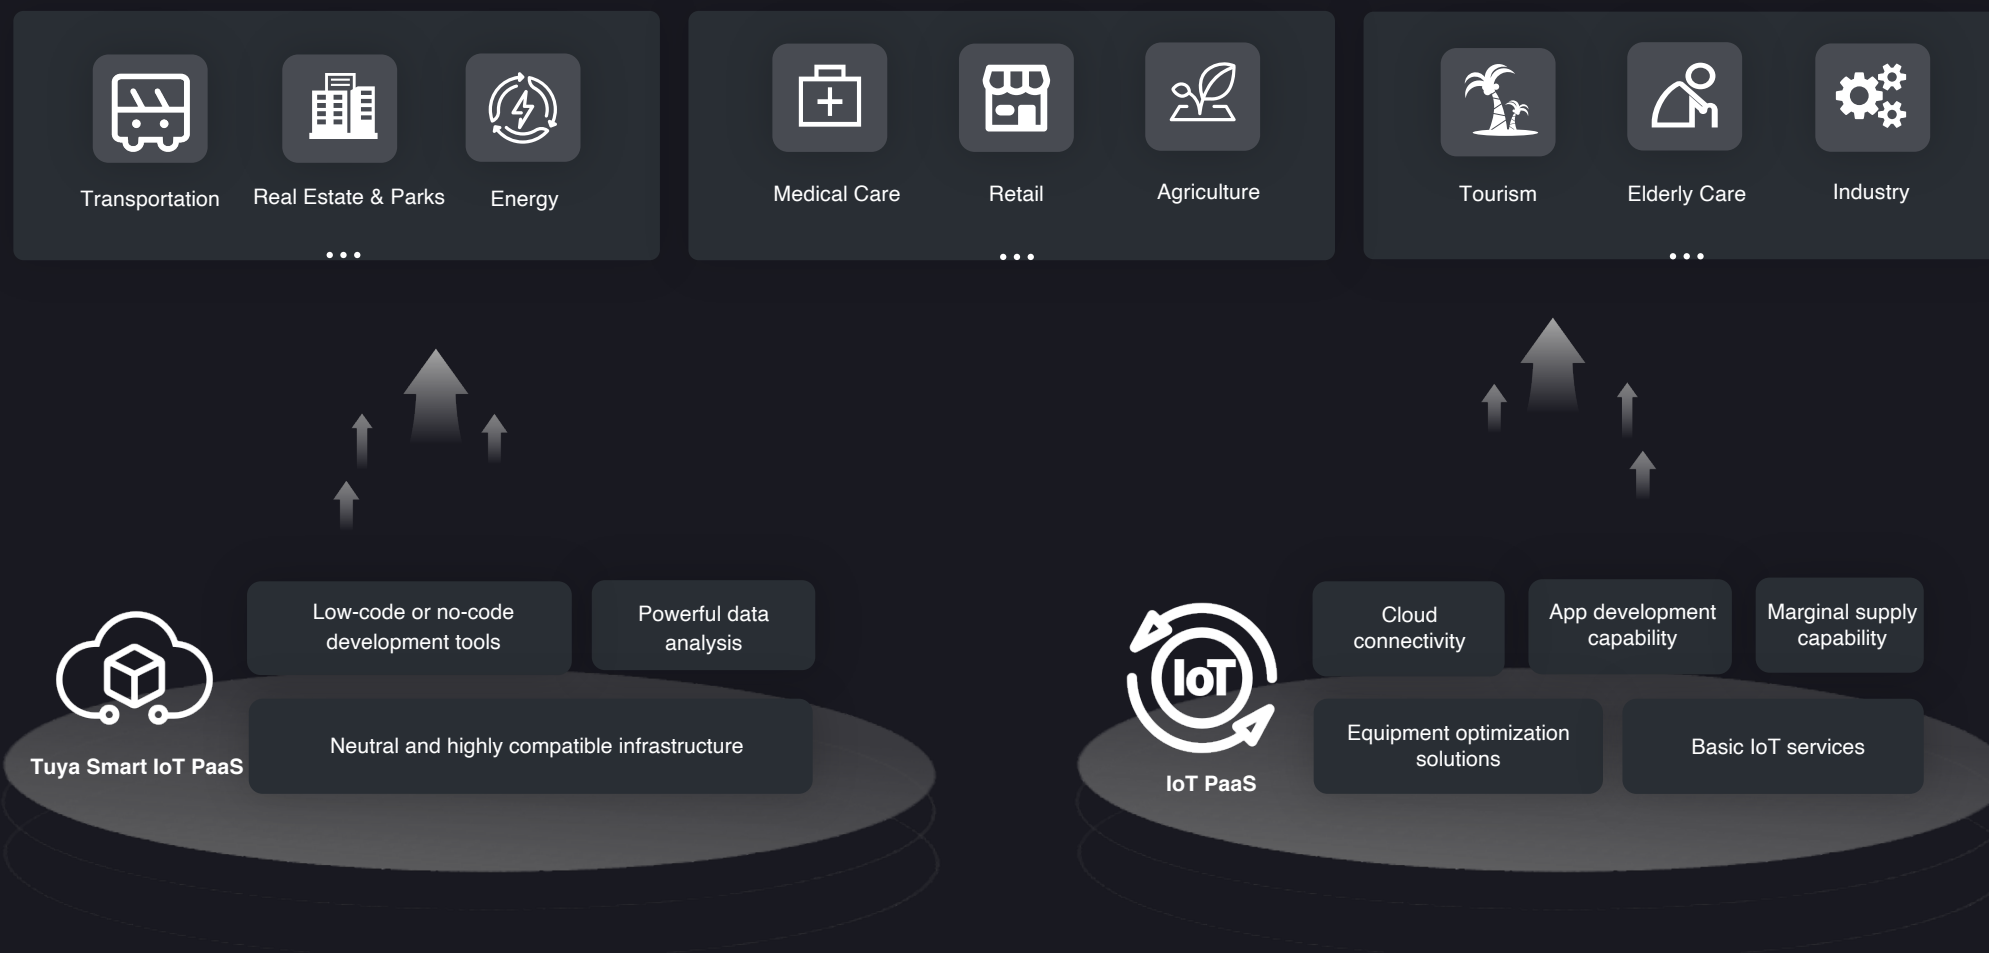 Transportation
Real Estate & Parks
Energy
Medical Care
Retail
Agriculture
Tourism
Elderly Care
Industry
Low-code or no-code
development tools
Powerful data
analysis
Neutral and highly compatible infrastructure
Tuya Smart IoT PaaS
IoT
IoT PaaS
Cloud
connectivity
App development
capability
Marginal supply
capability
Equipment optimization
solutions
Basic IoT services